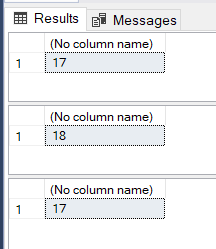 Results Messages
(No column name)
1 17
(No column name)
1 18
(No column name)
1 17